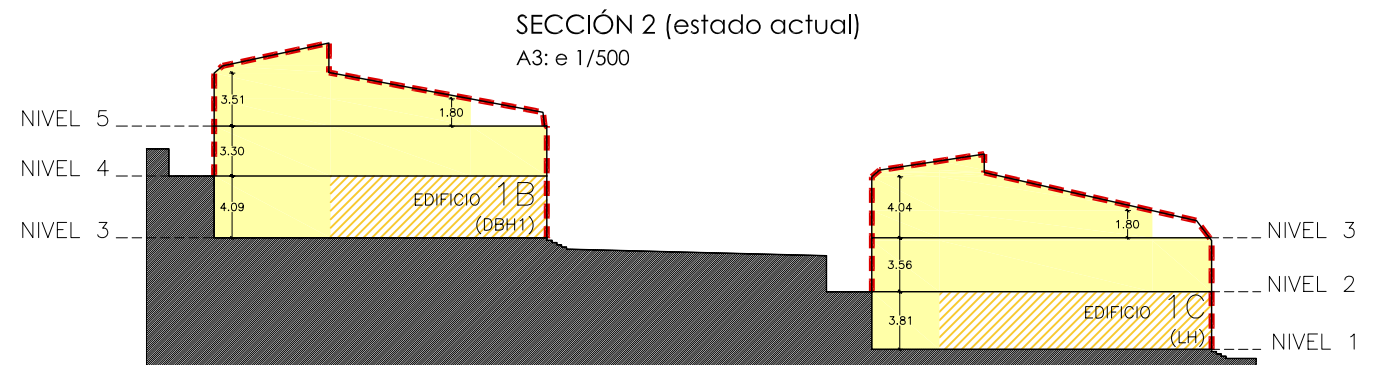 SECCIÓN 2 (estado actual)
A3: e 1/500
NIVEL 5
NIVEL 4
NIVEL 3
3.51
1.80
3.30
4.09
EDIFICIO 1B
(DBH1)
4.04
1.80
3.56
3.81
EDIFICIO 1C
(LH)
NIVEL 3
NIVEL 2
NIVEL 1